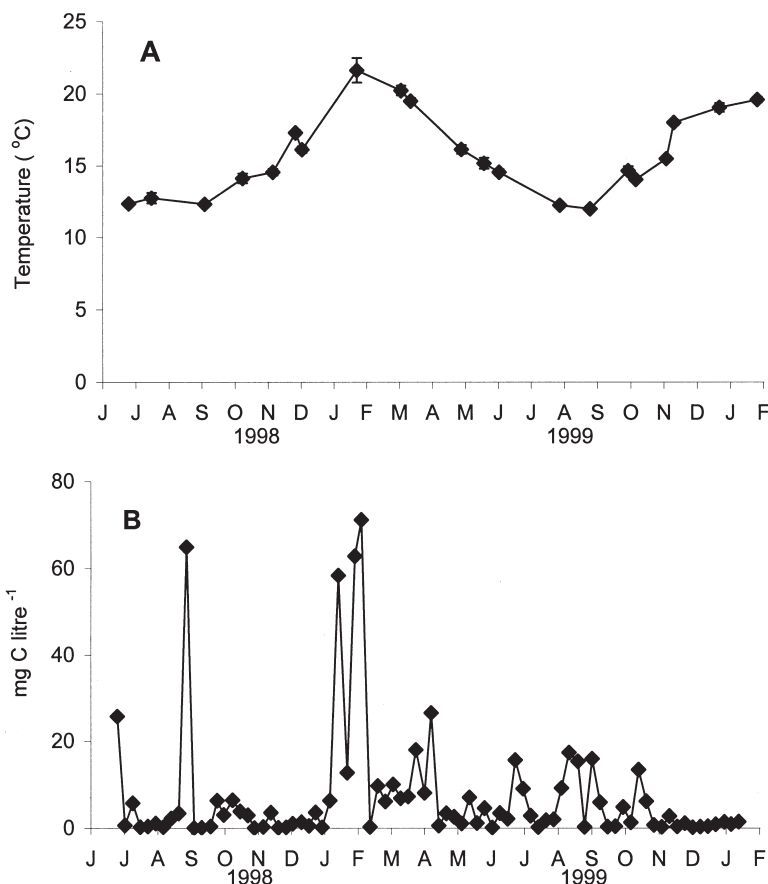 25
A
20
15
10
5
0
Temperature ( °C)
J J A S O N D J F M A M J J A S O N D J F
1998 1999
80
B
60
40
20
0
mg C litre⁻¹
J J A S O N D J F M A M J J A S O N D J F
1998 1999